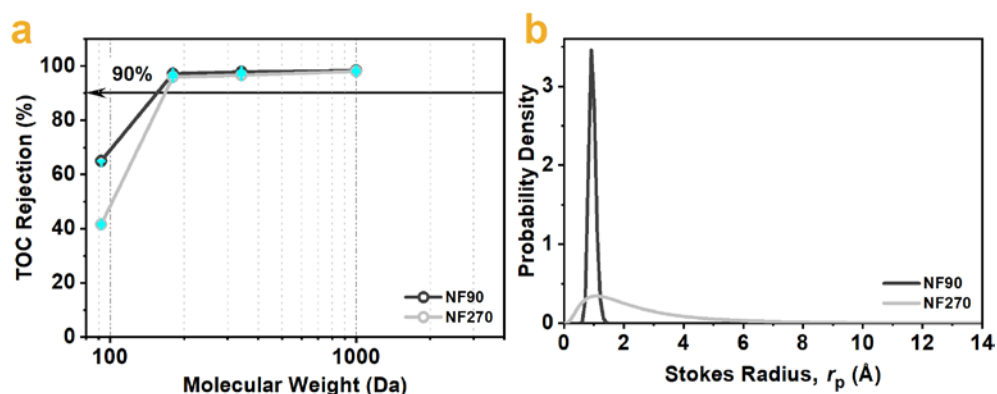 a
TOC Rejection (%)
100
80
60
40
20
0
90%
NF90
NF270
100
1000
Molecular Weight (Da)
b
Probability Density
3
2
1
0
NF90
NF270
0
2
4
6
8
10
12
14
Stokes Radius, rp (Å)